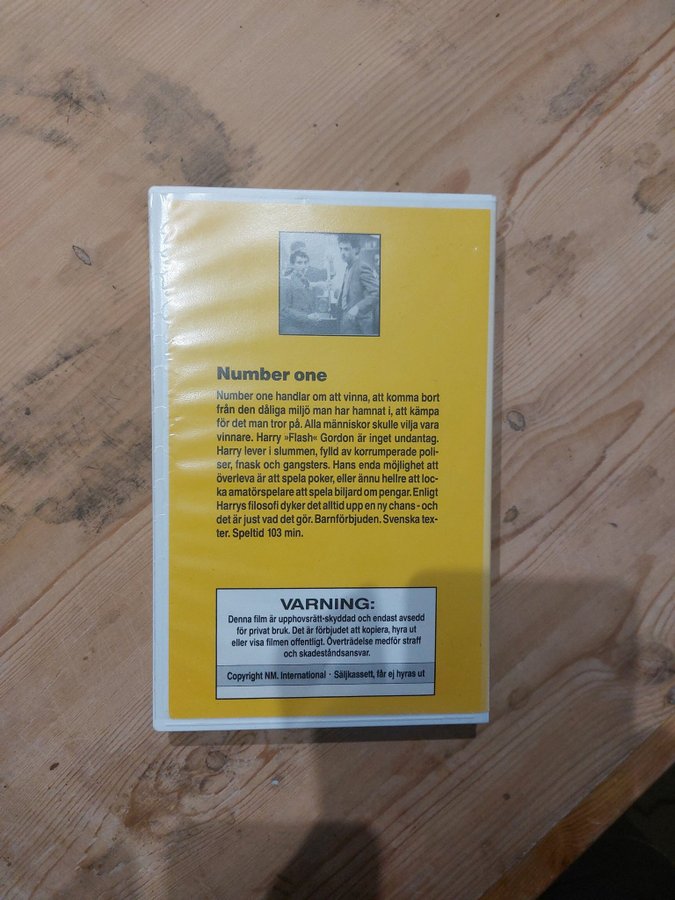 Number one
Number one handlar om att vinna, att komma bort
från den dåliga miljö man har hamnat i, att kämpa
för det man tror på. Alla människor skulle vilja vara
vinnare. Harry »Flash« Gordon är inget undantag.
Harry lever i slummen, fylld av korrumperade poli-
ser, fnask och gangsters. Hans enda möjlighet att
överleva är att spela poker, eller ännu hellre att loc-
ka amatörspelare att spela biljard om pengar. Enligt
Harrys filosofi dyker det alltid upp en ny chans - och
det är just vad det gör. Barnförbjuden. Svenska tex-
ter. Speltid 103 min.
VARNING:
Denna film är upphovsrätt-skyddad och endast avsedd
för privat bruk. Det är förbjudet att kopiera, hyra ut
eller visa filmen offentligt. Överträdelse medför straff
och skadeståndsansvar.
Copyright NM. International · Säljkassett, får ej hyras ut